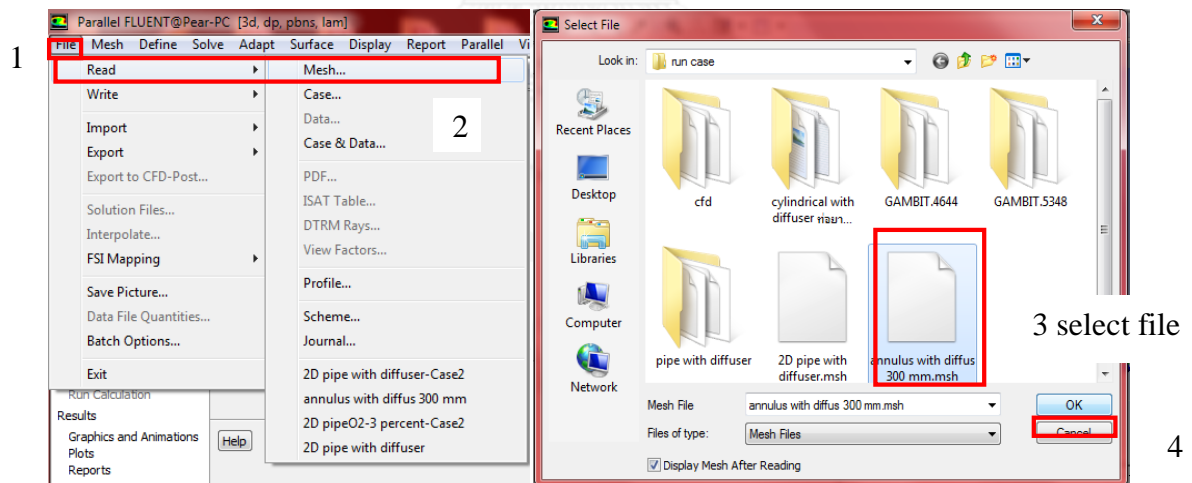 Parallel FLUENT@Pear-PC [3d, dp, pbns, lam]
1
File Mesh Define Solve Adapt Surface Display Report Parallel Vi
Read
Write
Import
Export
Export to CFD-Post...
Solution Files...
Interpolate...
FSI Mapping
Save Picture...
Data File Quantities...
Batch Options...
Exit
Mesh...
Case...
Data...
Case & Data...
2
PDF...
ISAT Table...
DTRM Rays...
View Factors...
Profile...
Scheme...
Journal...
2D pipe with diffuser-Case2
annulus with diffus 300 mm
2D pipeO2-3 percent-Case2
2D pipe with diffuser
Run Calculation
Results
Graphics and Animations
Plots
Reports
Help
Select File
Look in:
run case
Recent Places
Desktop
Libraries
Computer
Network
cfd
cylindrical with
diffuser ท่อยา...
GAMBIT.4644
GAMBIT.5348
pipe with diffuser
2D pipe with
diffuser.msh
annulus with diffus
300 mm.msh
3 select file
Mesh File
annulus with diffus 300 mm.msh
OK
Files of type:
Mesh Files
Cancel
4
Display Mesh After Reading